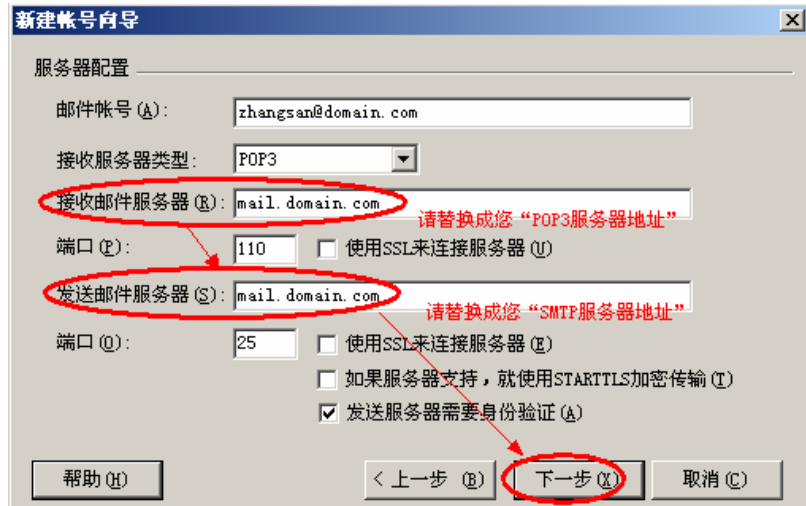 新建帐号向导
服务器配置
邮件帐号(A): zhangsan@domain.com
接收服务器类型: POP3
接收邮件服务器(R): mail.domain.com
请替换成您“POP3服务器地址”
端口(P): 110 使用SSL来连接服务器(U)
发送邮件服务器(S): mail.domain.com
请替换成您“SMTP服务器地址”
端口(O): 25 使用SSL来连接服务器(E)
如果服务器支持,就使用STARTTLS加密传输(T)
发送服务器需要身份验证(A)
帮助(H) < 上一步 (B) 下一步(X) 取消(C)